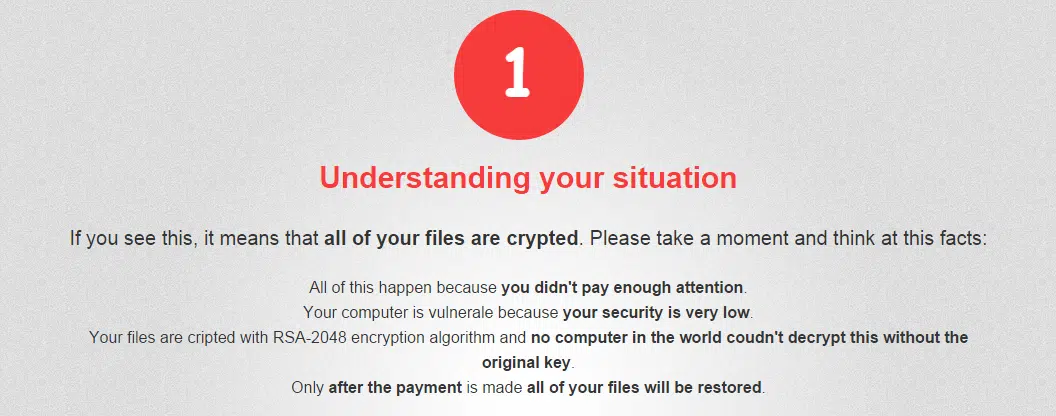 1
Understanding your situation
If you see this, it means that all of your files are crypted. Please take a moment and think at this facts:
All of this happen because you didn't pay enough attention.
Your computer is vulnerale because your security is very low.
Your files are cripted with RSA-2048 encryption algorithm and no computer in the world coudn't decrypt this without the
original key.
Only after the payment is made all of your files will be restored.